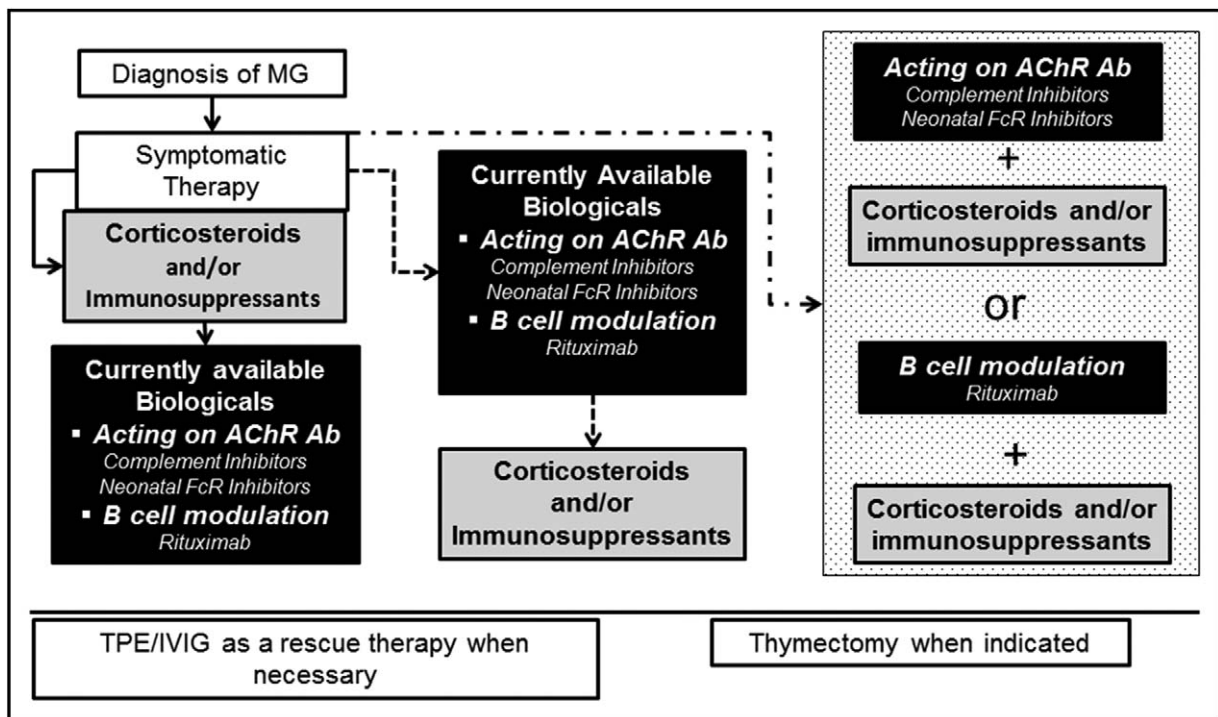 Diagnosis of MG
Symptomatic
Therapy
Corticosteroids
and/or
Immunosuppressants
Currently available
Biologicals
▪ Acting on AChR Ab
Complement Inhibitors
Neonatal FcR Inhibitors
▪ B cell modulation
Rituximab
Currently Available
Biologicals
▪ Acting on AChR Ab
Complement Inhibitors
Neonatal FcR Inhibitors
▪ B cell modulation
Rituximab
Corticosteroids
and/or
Immunosuppressants
Acting on AChR Ab
Complement Inhibitors
Neonatal FcR Inhibitors
+
Corticosteroids and/or
immunosuppressants
or
B cell modulation
Rituximab
+
Corticosteroids and/or
immunosuppressants
TPE/IVIG as a rescue therapy when
necessary
Thymectomy when indicated